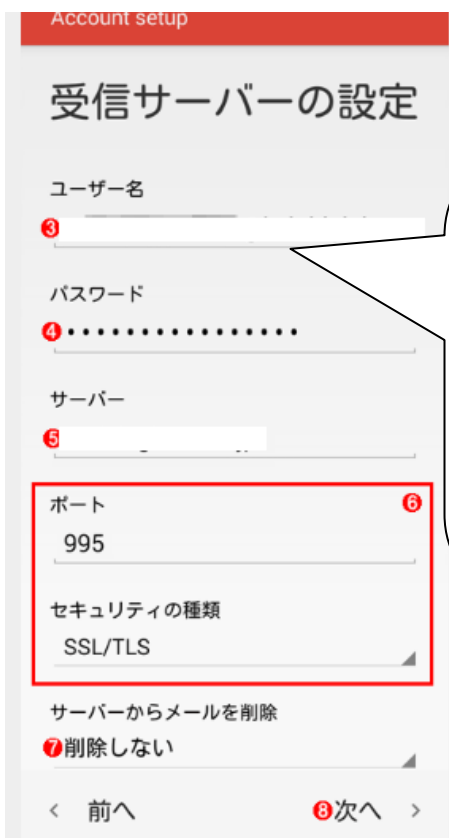 Account setup
受信サーバーの設定
ユーザー名
❸
パスワード
❹ • • • • • • • • • • • • • • • •
サーバー
❺
ポート ❻
995
セキュリティの種類
SSL/TLS
サーバーからメールを削除
❼削除しない
< 前へ ❽次へ >